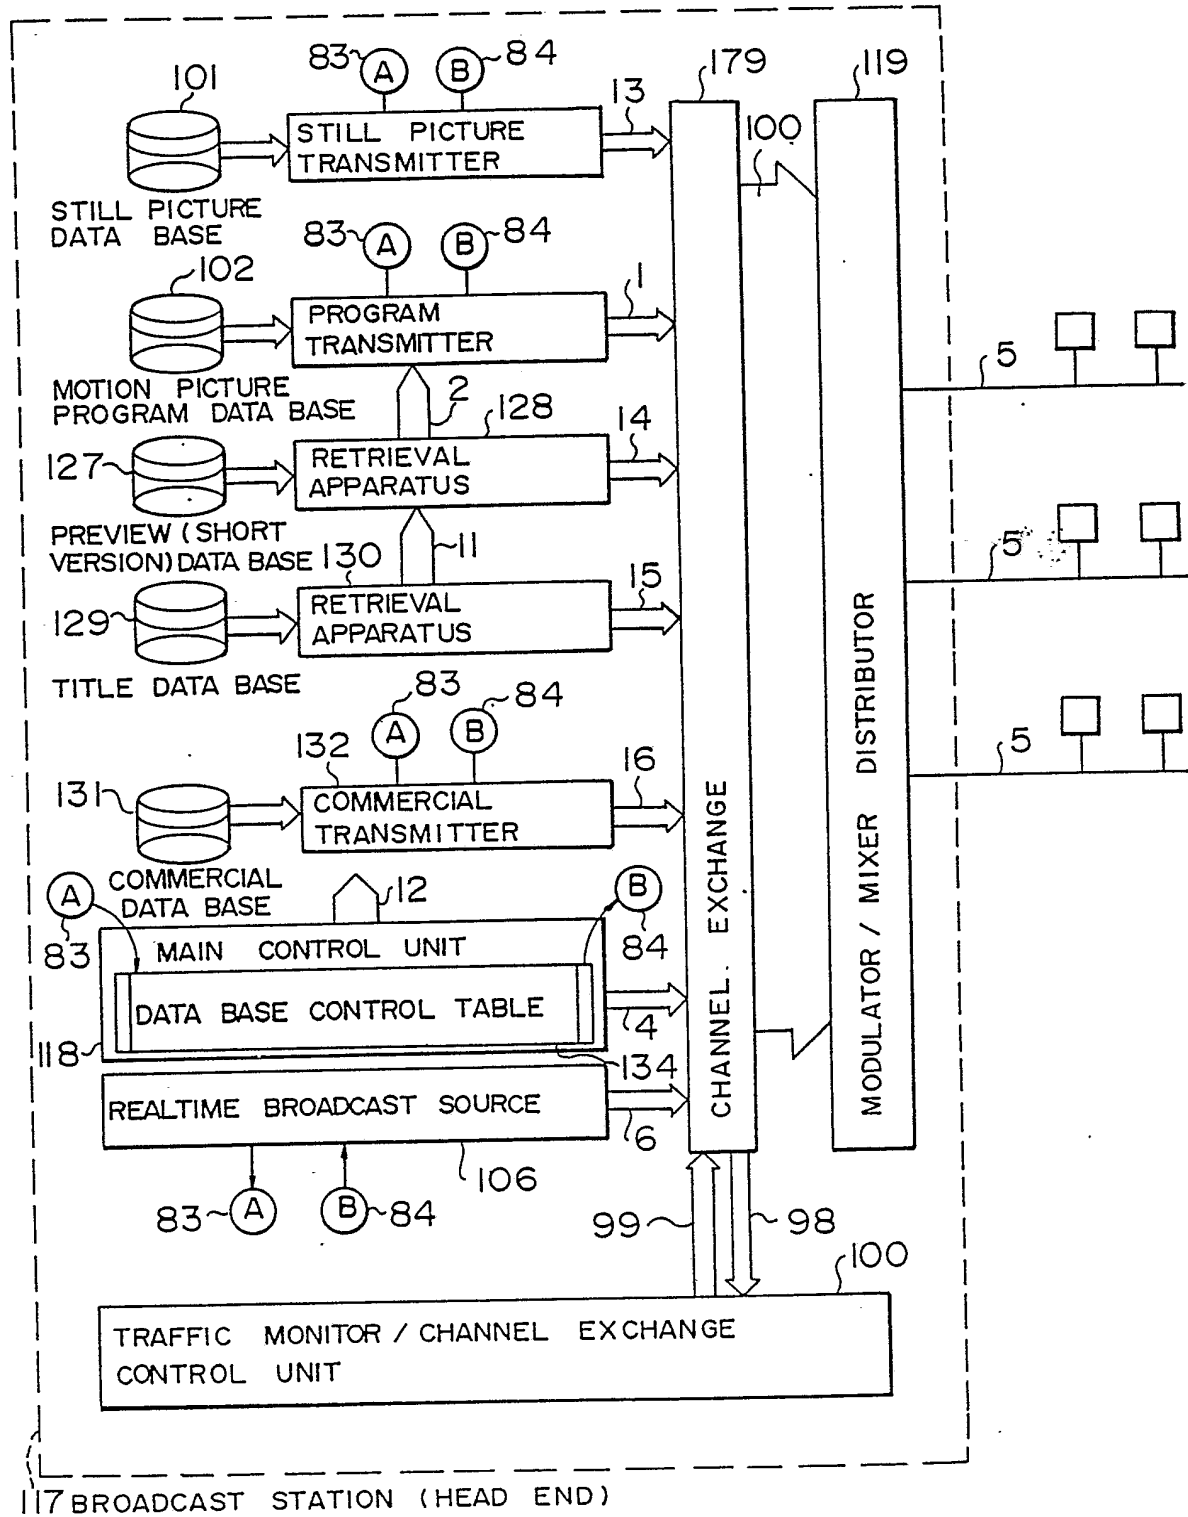 83 A B 84
179
119
101
13
100
STILL PICTURE
TRANSMITTER
STILL PICTURE
DATA BASE
83 A B 84
102
1
PROGRAM
TRANSMITTER
5
MOTION PICTURE
PROGRAM DATA BASE
2
128
14
127
RETRIEVAL
APPARATUS
PREVIEW (SHORT
VERSION) DATA BASE
130
11
15
5
129
RETRIEVAL
APPARATUS
TITLE DATA BASE
83
84
A
B
132
16
5
131
COMMERCIAL
TRANSMITTER
COMMERCIAL
DATA BASE
12
A
B
83
84
MAIN CONTROL UNIT
DATA BASE CONTROL TABLE
4
118
134
REALTIME BROADCAST SOURCE
6
106
83 A B 84
CHANNEL. EXCHANGE
MODULATOR / MIXER DISTRIBUTOR
99
98
100
TRAFFIC MONITOR / CHANNEL EXCHANGE
CONTROL UNIT
117 BROADCAST STATION (HEAD END)